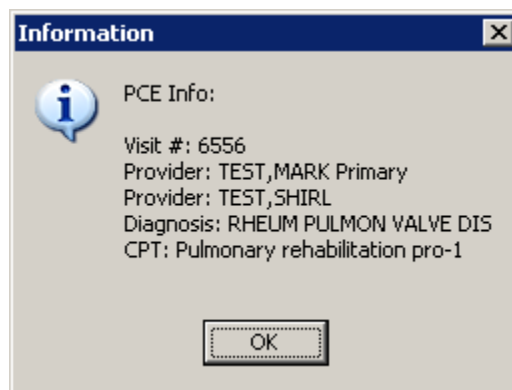 Information
PCE Info:
Visit #: 6556
Provider: TEST,MARK Primary
Provider: TEST,SHIRL
Diagnosis: RHEUM PULMON VALVE DIS
CPT: Pulmonary rehabilitation pro-1
OK